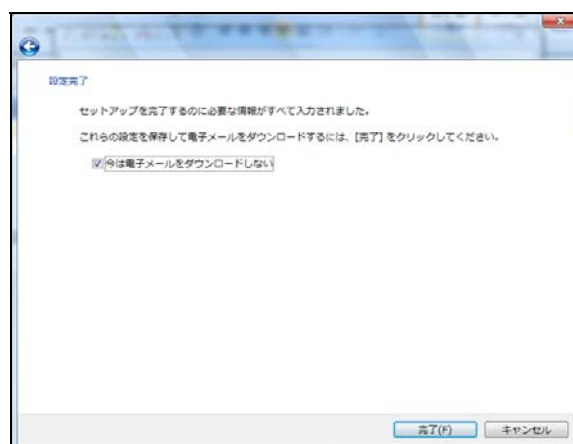 設定完了
セットアップを完了するのに必要な情報がすべて入力されました。
これらの設定を保存して電子メールをダウンロードするには、[完了] をクリックしてください。
今は電子メールをダウンロードしない
完了(F)
キャンセル